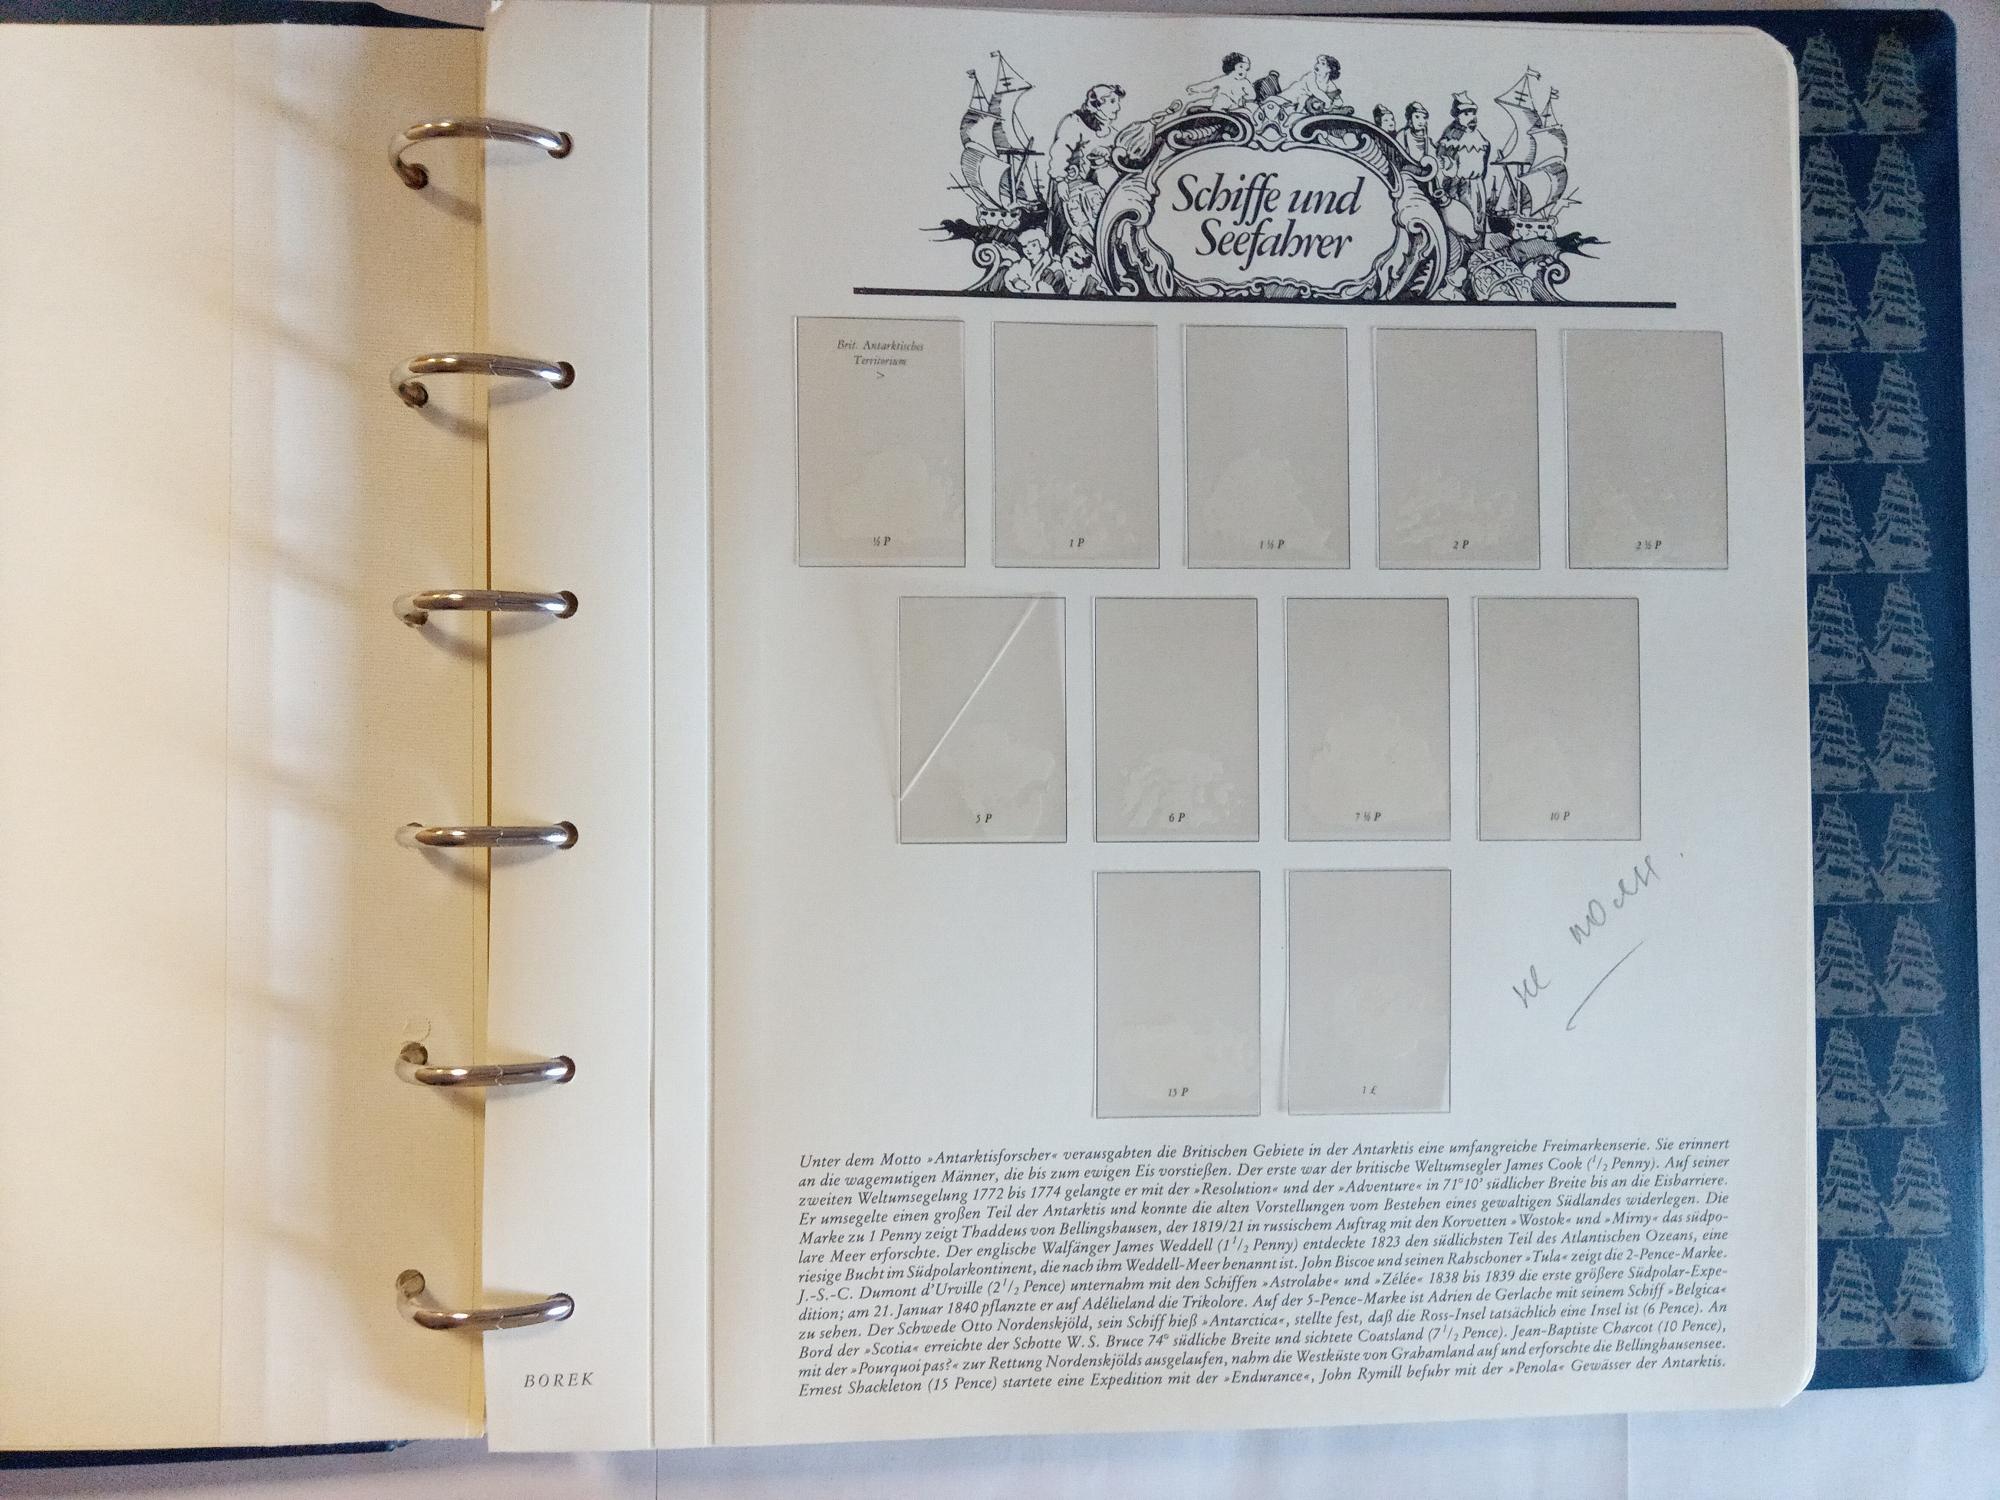 Schiffe und
Seefahrer
Brit. Antarktisches
Territorium
>
½ P
1 P
1 ½ P
2 P
2 ½ P
5 P
6 P
7 ½ P
10 P
15 P
1 £
Unter dem Motto »Antarktisforscher« verausgabten die Britischen Gebiete in der Antarktis eine umfangreiche Freimarkenserie. Sie erinnert
an die wagemutigen Männer, die bis zum ewigen Eis vorstießen. Der erste war der britische Weltumsegler James Cook (1/2 Penny). Auf seiner
zweiten Weltumsegelung 1772 bis 1774 gelangte er mit der »Resolution« und der »Adventure« in 71°10' südlicher Breite bis an die Eisbarriere.
Er umsegelte einen großen Teil der Antarktis und konnte die alten Vorstellungen vom Bestehen eines gewaltigen Südlandes widerlegen. Die
Marke zu 1 Penny zeigt Thaddeus von Bellingshausen, der 1819/21 in russischem Auftrag mit den Korvetten »Wostok« und »Mirny« das südpo-
lare Meer erforschte. Der englische Walfänger James Weddell (1 1/2 Penny) entdeckte 1823 den südlichsten Teil des Atlantischen Ozeans, eine
riesige Bucht im Südpolarkontinent, die nach ihm Weddell-Meer benannt ist. John Biscoe und seinen Rahschoner »Tula« zeigt die 2-Pence-Marke.
J.-S.-C. Dumont d'Urville (2 1/2 Pence) unternahm mit den Schiffen »Astrolabe« und »Zélée« 1838 bis 1839 die erste größere Südpolar-Expe-
dition; am 21. Januar 1840 pflanzte er auf Adélieland die Trikolore. Auf der 5-Pence-Marke ist Adrien de Gerlache mit seinem Schiff »Belgica«
zu sehen. Der Schwede Otto Nordenskjöld, sein Schiff hieß »Antarctica«, stellte fest, daß die Ross-Insel tatsächlich eine Insel ist (6 Pence). An
Bord der »Scotia« erreichte der Schotte W. S. Bruce 74° südliche Breite und sichtete Coatsland (7 1/2 Pence). Jean-Baptiste Charcot (10 Pence),
mit der »Pourquoi pas?« zur Rettung Nordenskjölds ausgelaufen, nahm die Westküste von Grahamland auf und erforschte die Bellinghausensee.
Ernest Shackleton (15 Pence) startete eine Expedition mit der »Endurance«, John Rymill befuhr mit der »Penola« Gewässer der Antarktis.
BOREK